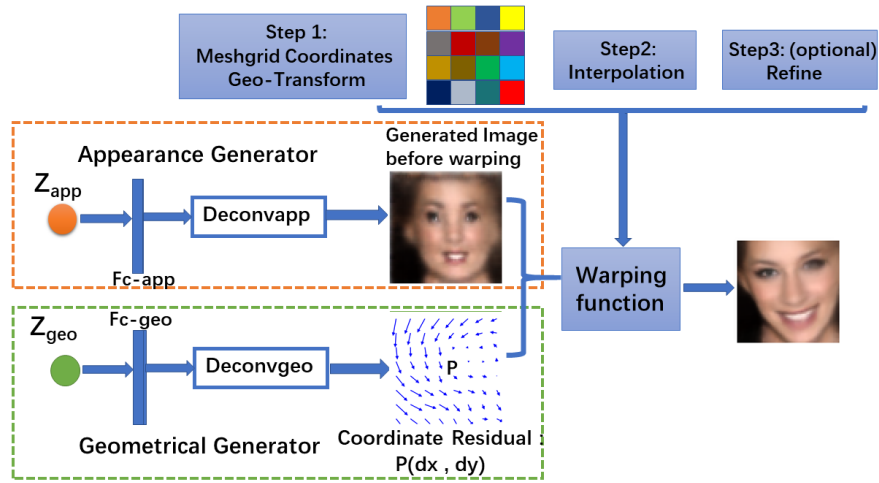 Step 1:
Meshgrid Coordinates
Geo-Transform
Step2:
Interpolation
Step3: (optional)
Refine
Appearance Generator
Generated Image
before warping
Zapp
Deconvapp
Fc-app
Warping
function
Fc-geo
Zgeo
Deconvgeo
P
Geometrical Generator
Coordinate Residual :
P(dx , dy)